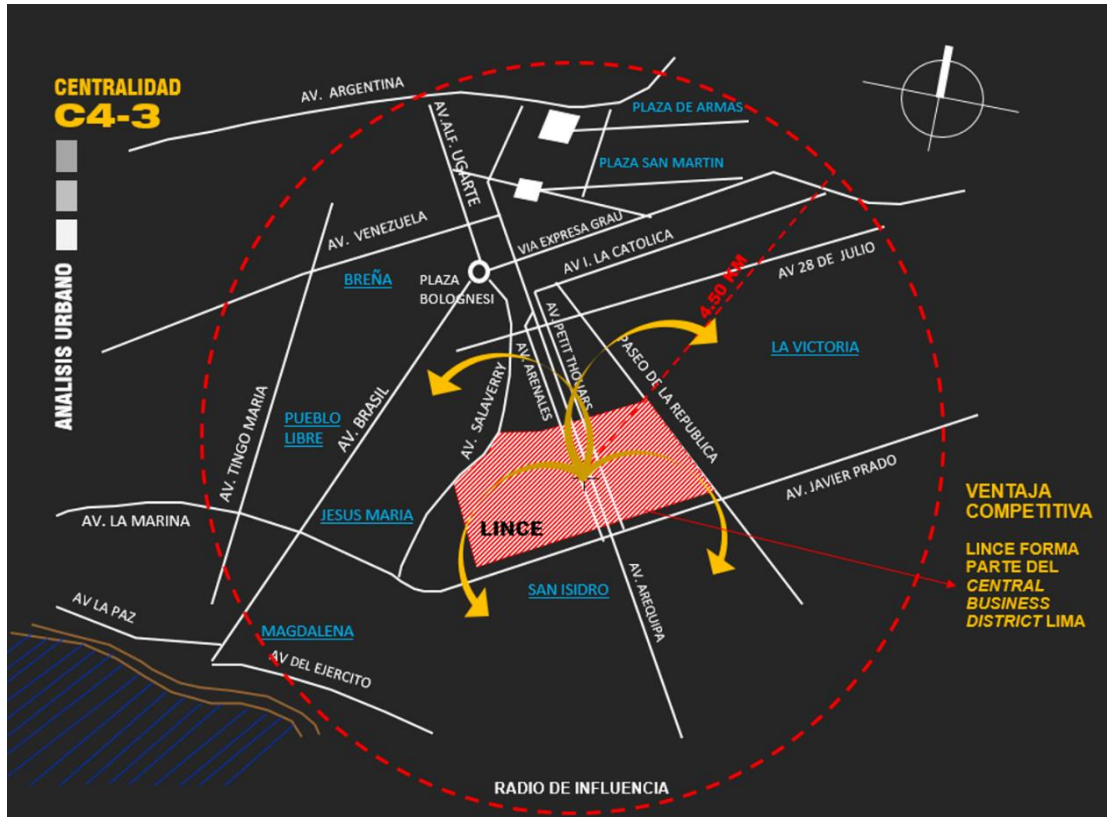 CENTRALIDAD
C4-3
ANALISIS URBANO
AV. ARGENTINA
AV.ALF. UGARTE
PLAZA DE ARMAS
PLAZA SAN MARTIN
AV. VENEZUELA
VIA EXPRESA GRAU
AV I. LA CATOLICA
AV 28 DE JULIO
BREÑA
PLAZA
BOLOGNESI
4.50 KM
LA VICTORIA
AV. PETIT THOUARS
AV. ARENALES
PASEO DE LA REPUBLICA
AV. SALAVERRY
AV. BRASIL
AV. TINGO MARIA
PUEBLO
LIBRE
AV. JAVIER PRADO
AV. LA MARINA
JESUS MARIA
LINCE
VENTAJA
COMPETITIVA
LINCE FORMA
PARTE DEL
CENTRAL
BUSINESS
DISTRICT LIMA
SAN ISIDRO
AV. AREQUIPA
AV LA PAZ
MAGDALENA
AV DEL EJERCITO
RADIO DE INFLUENCIA